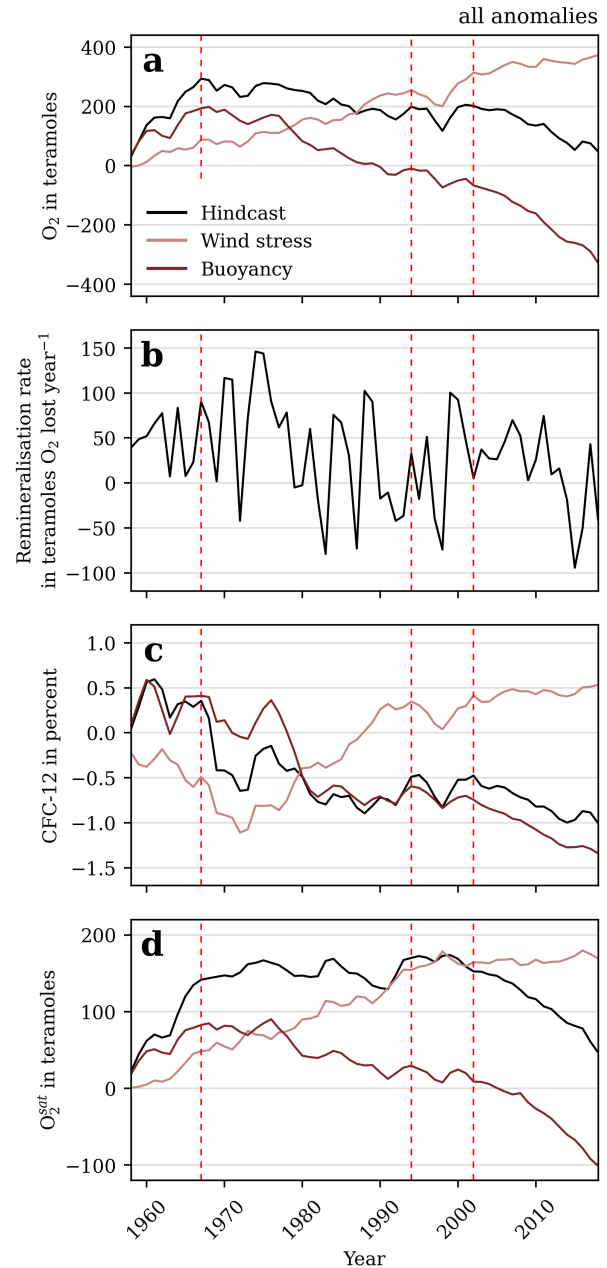 all anomalies
a
400
200
0
−200
−400
O₂ in teramoles
Hindcast
Wind stress
Buoyancy
b
150
100
50
0
−50
−100
Remineralisation rate
in teramoles O₂ lost year⁻¹
c
1.0
0.5
0.0
−0.5
−1.0
−1.5
CFC-12 in percent
d
200
100
0
−100
O₂ˢᵃᵗ in teramoles
1960
1970
1980
1990
2000
2010
Year